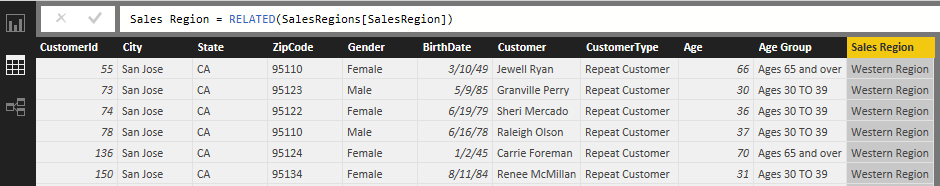 Sales Region = RELATED(SalesRegions[SalesRegion])
CustomerId City State ZipCode Gender BirthDate Customer CustomerType Age Age Group Sales Region
55 San Jose CA 95110 Female 3/10/49 Jewell Ryan Repeat Customer 66 Ages 65 and over Western Region
73 San Jose CA 95123 Male 5/9/85 Granville Perry Repeat Customer 30 Ages 30 TO 39 Western Region
74 San Jose CA 95122 Female 6/19/79 Sheri Mercado Repeat Customer 36 Ages 30 TO 39 Western Region
78 San Jose CA 95110 Male 6/16/78 Raleigh Olson Repeat Customer 37 Ages 30 TO 39 Western Region
136 San Jose CA 95124 Female 1/2/45 Carrie Foreman Repeat Customer 70 Ages 65 and over Western Region
150 San Jose CA 95134 Female 8/11/84 Renee McMillan Repeat Customer 31 Ages 30 TO 39 Western Region